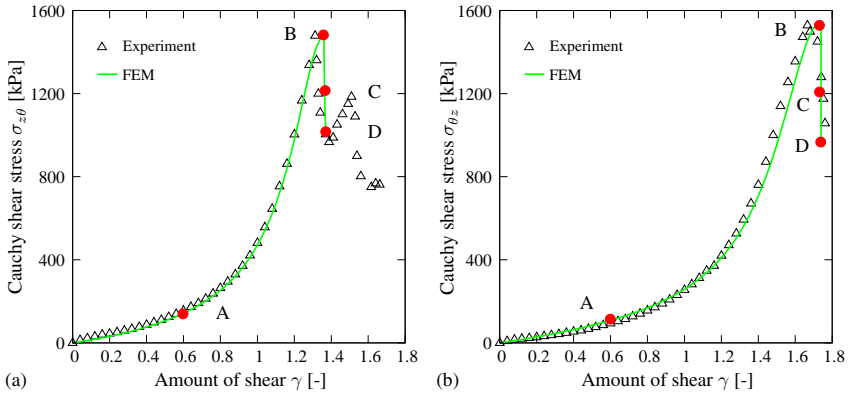 1600
1200
800
400
0
0 0.2 0.4 0.6 0.8 1 1.2 1.4 1.6 1.8
Cauchy shear stress σzθ [kPa]
Amount of shear γ [-]
Experiment
FEM
A
B
C
D
(a)
1600
1200
800
400
0
0 0.2 0.4 0.6 0.8 1 1.2 1.4 1.6 1.8
Cauchy shear stress σθz [kPa]
Amount of shear γ [-]
Experiment
FEM
A
B
C
D
(b)